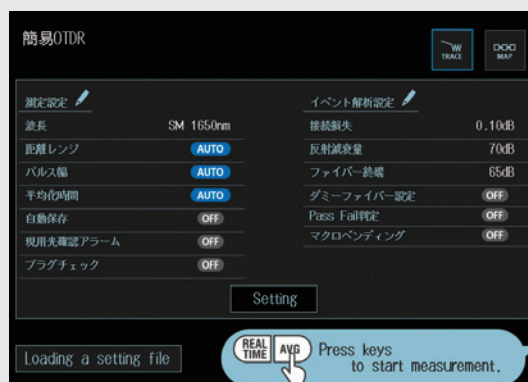 簡易OTDR
TRACE
MAP
測定設定
波長 SM 1650nm
距離レンジ AUTO
パルス幅 AUTO
平均化時間 AUTO
自動保存 OFF
現用光確認アラーム OFF
プラグチェック OFF
イベント解析設定
接続損失 0.10dB
反射減衰量 70dB
ファイバー終端 65dB
ダミーファイバー設定 OFF
Pass Fail判定 OFF
マクロベンディング OFF
Setting
Loading a setting file
REAL TIME
AVG
Press keys
to start measurement.